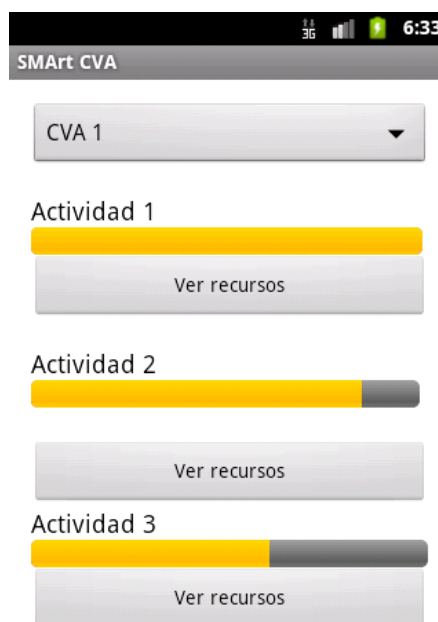 3G 6:33
SMArt CVA
CVA 1
Actividad 1
Ver recursos
Actividad 2
Ver recursos
Actividad 3
Ver recursos